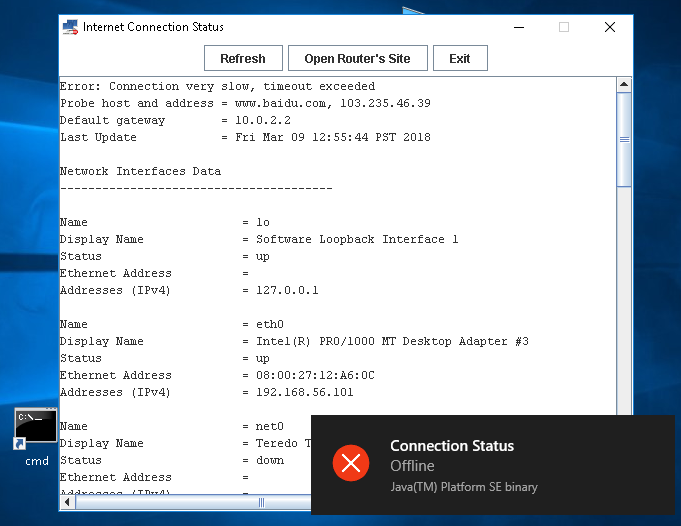 Internet Connection Status
Refresh Open Router's Site Exit
Error: Connection very slow, timeout exceeded
Probe host and address = www.baidu.com, 103.235.46.39
Default gateway = 10.0.2.2
Last Update = Fri Mar 09 12:55:44 PST 2018
Network Interfaces Data
---------------------------------------
Name = lo
Display Name = Software Loopback Interface 1
Status = up
Ethernet Address =
Addresses (IPv4) = 127.0.0.1
Name = eth0
Display Name = Intel(R) PRO/1000 MT Desktop Adapter #3
Status = up
Ethernet Address = 08:00:27:12:A6:0C
Addresses (IPv4) = 192.168.56.101
Name = net0
Display Name = Teredo T
Status = down
Ethernet Address =
Addresses (IPv4) =
C:\_
cmd
Connection Status
Offline
Java(TM) Platform SE binary